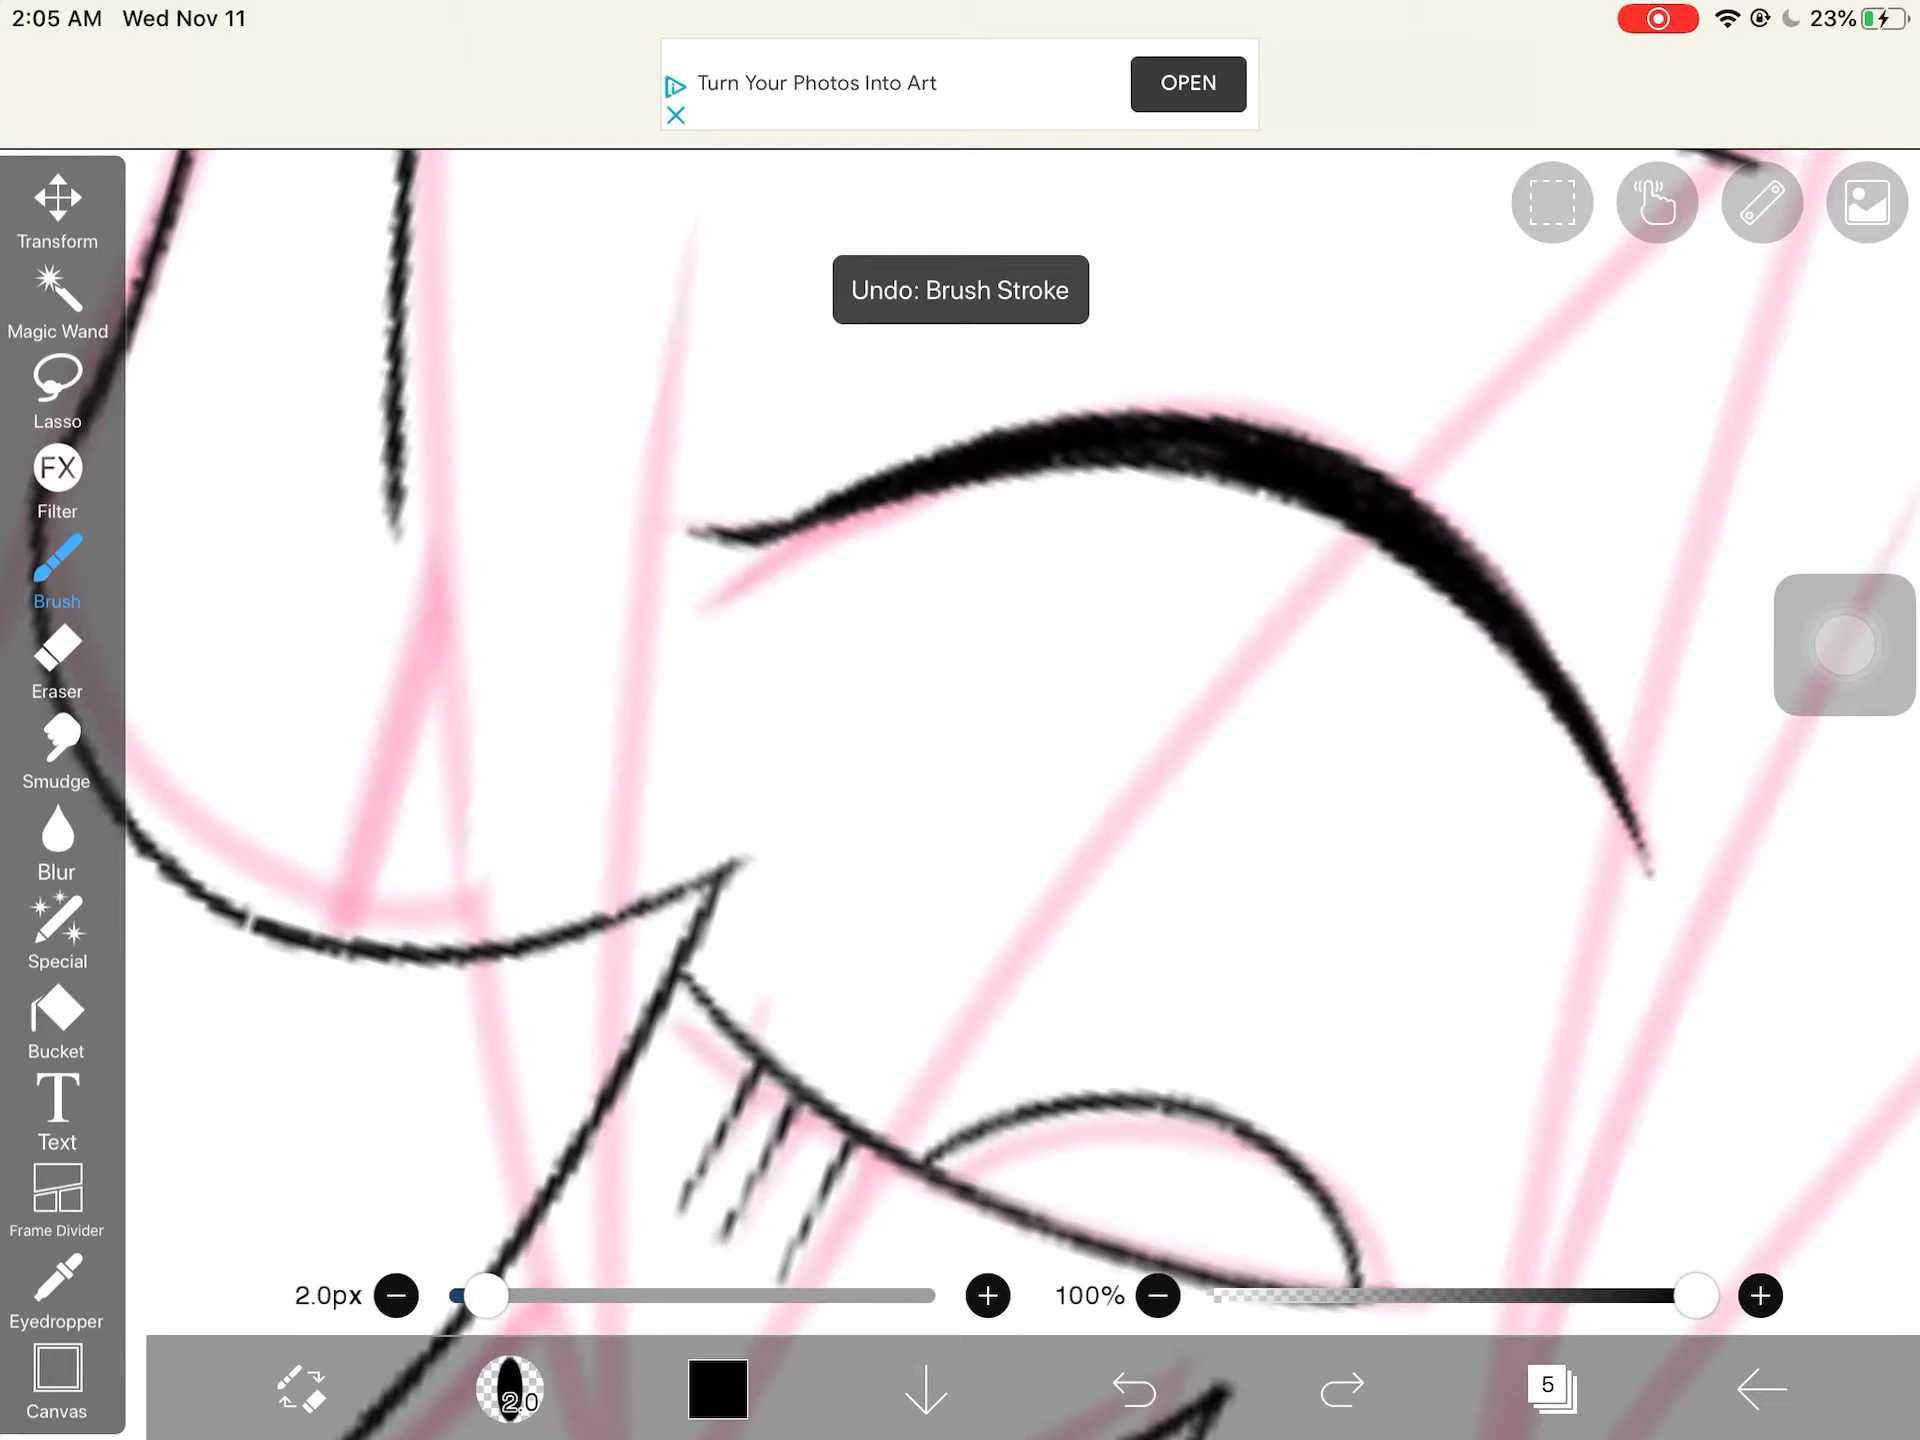 2:05 AM Wed Nov 11
23%
Turn Your Photos Into Art
OPEN
Undo: Brush Stroke
Transform
Magic Wand
Lasso
FX
Filter
Brush
Eraser
Smudge
Blur
Special
Bucket
T
Text
Frame Divider
Eyedropper
Canvas
2.0px
100%
2.0
5